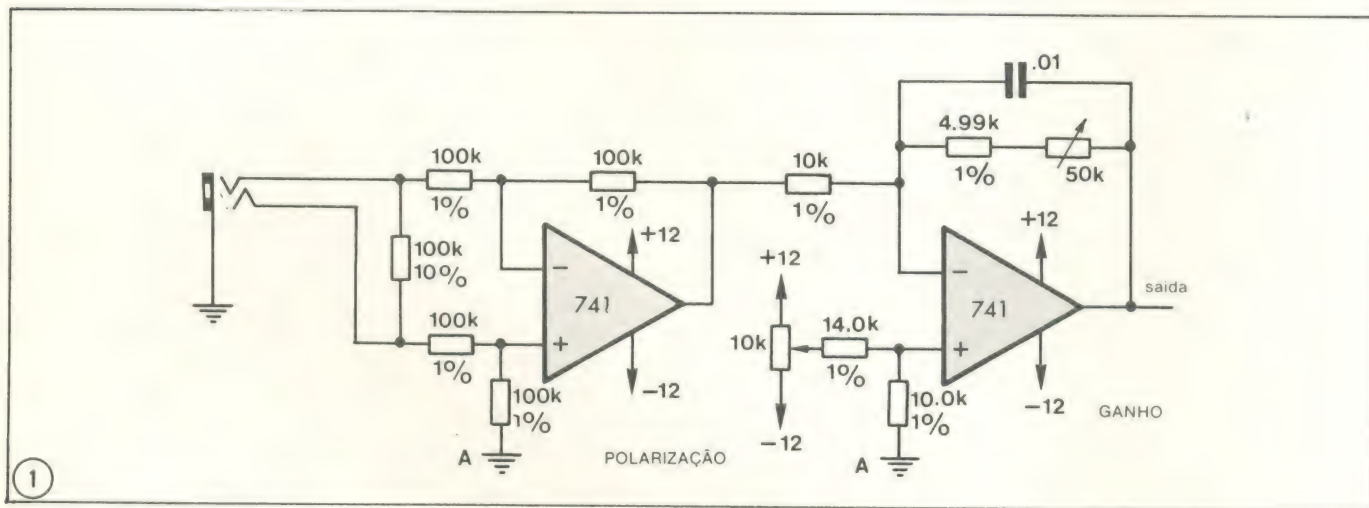 .01
4.99k
1%
50k
100k
1%
100k
1%
10k
1%
100k
10%
+12
-
741
+
-12
100k
1%
100k
1%
A
POLARIZAÇÃO
+12
10k
-12
14.0k
1%
10.0k
1%
A
+12
-
741
+
-12
saida
GANHO
1